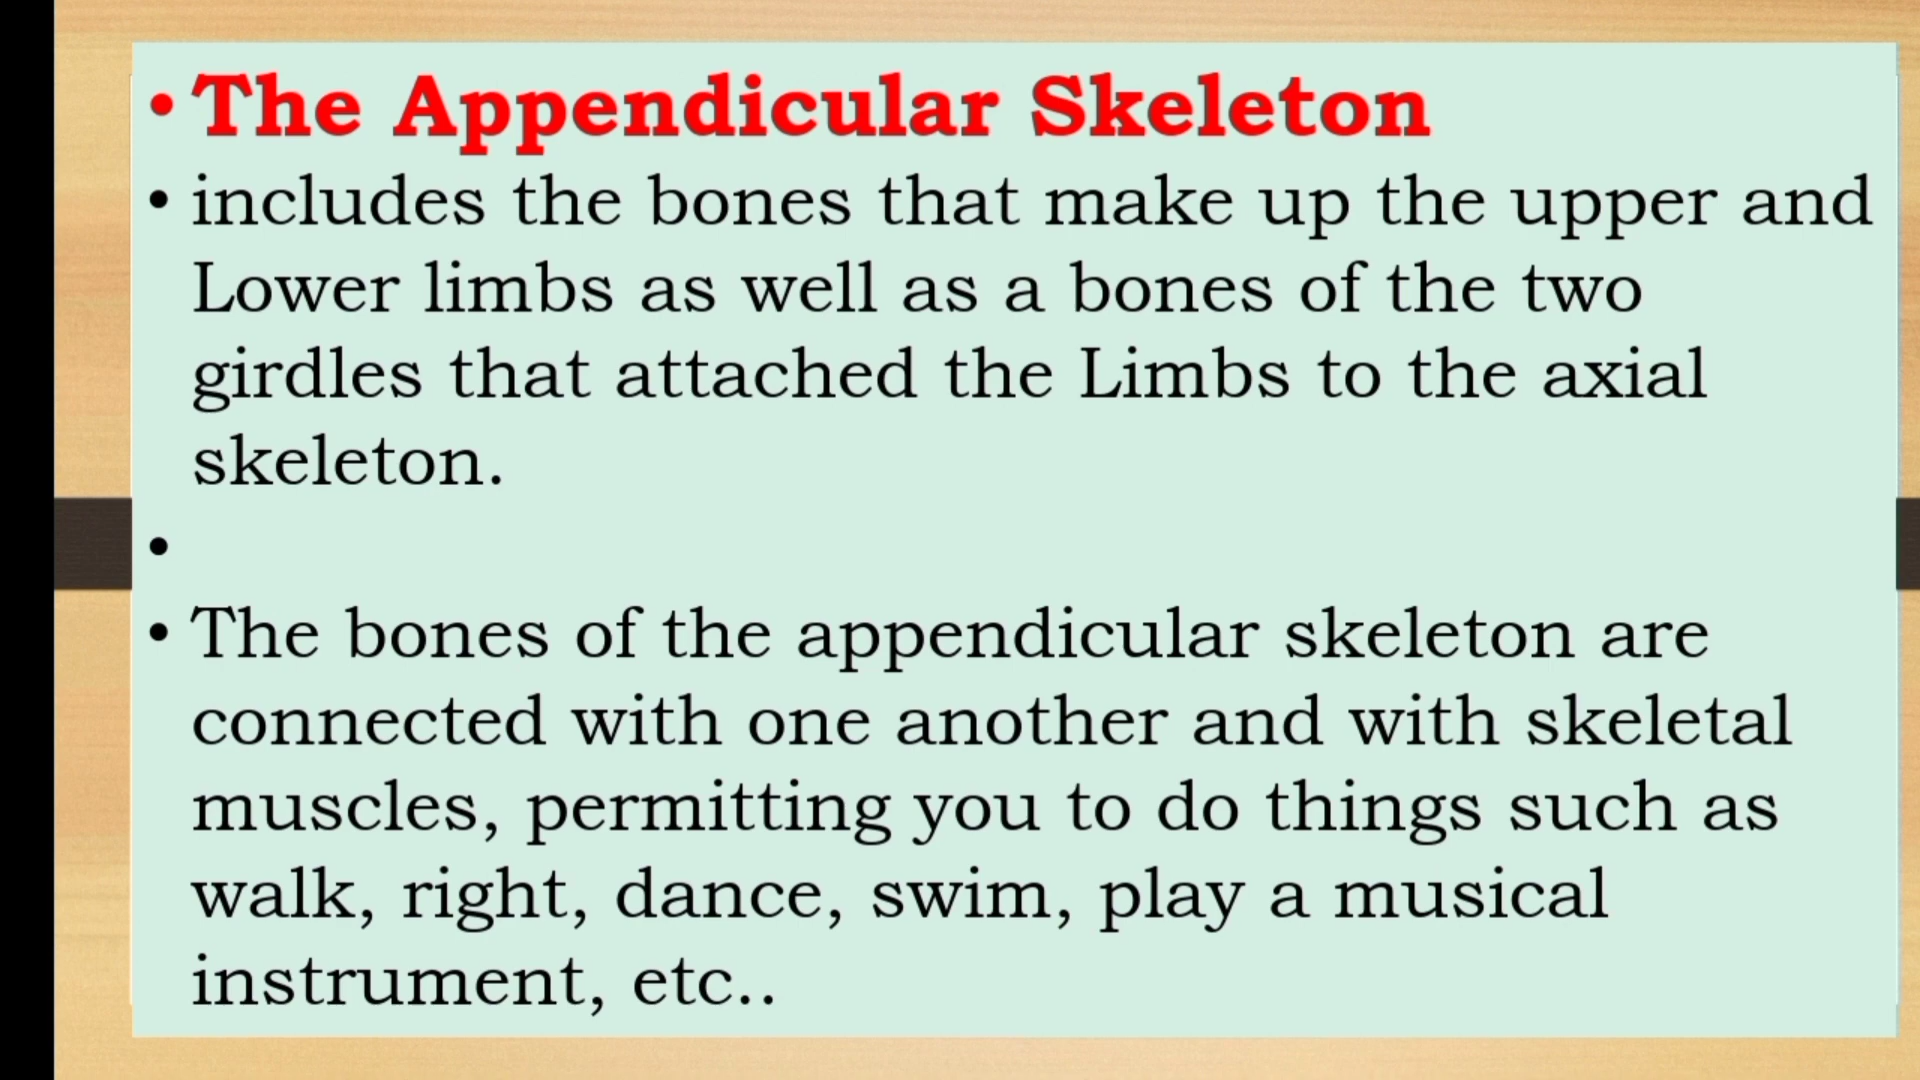 • The Appendicular Skeleton
• includes the bones that make up the upper and
Lower limbs as well as a bones of the two
girdles that attached the Limbs to the axial
skeleton.
•
• The bones of the appendicular skeleton are
connected with one another and with skeletal
muscles, permitting you to do things such as
walk, right, dance, swim, play a musical
instrument, etc..